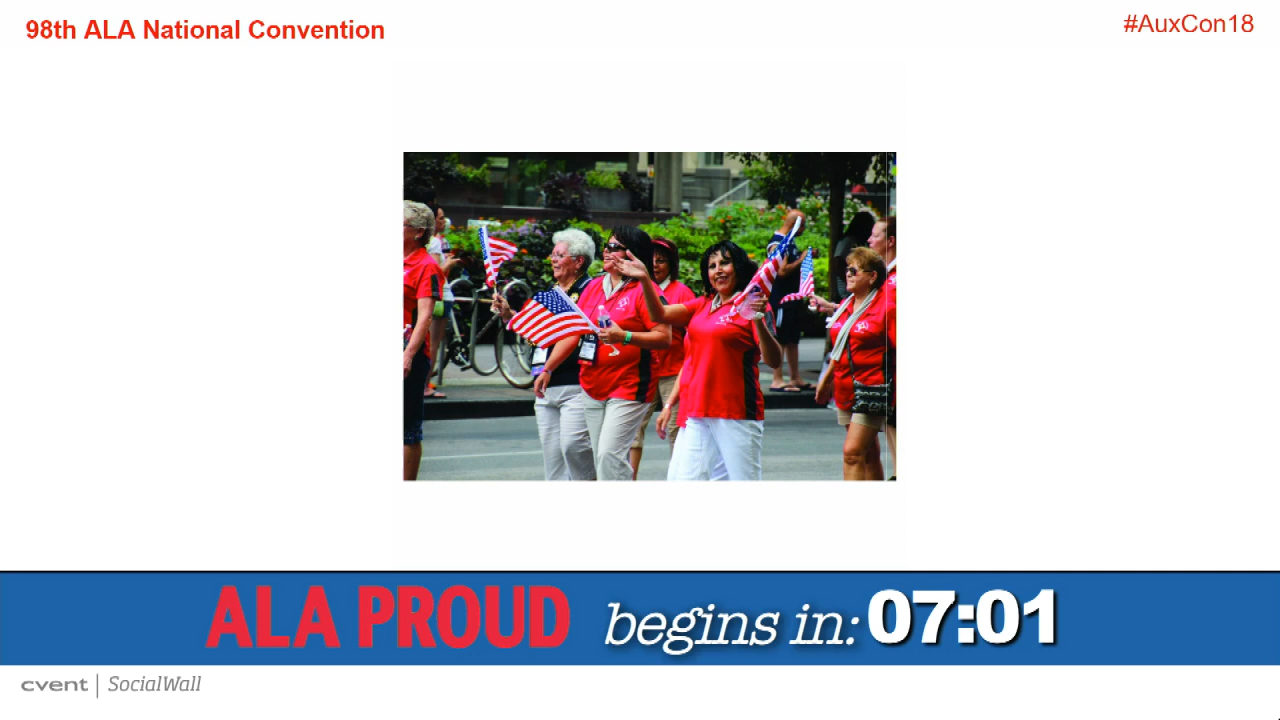 98th ALA National Convention
#AuxCon18
ALA PROUD begins in: 07:01
cvent | SocialWall